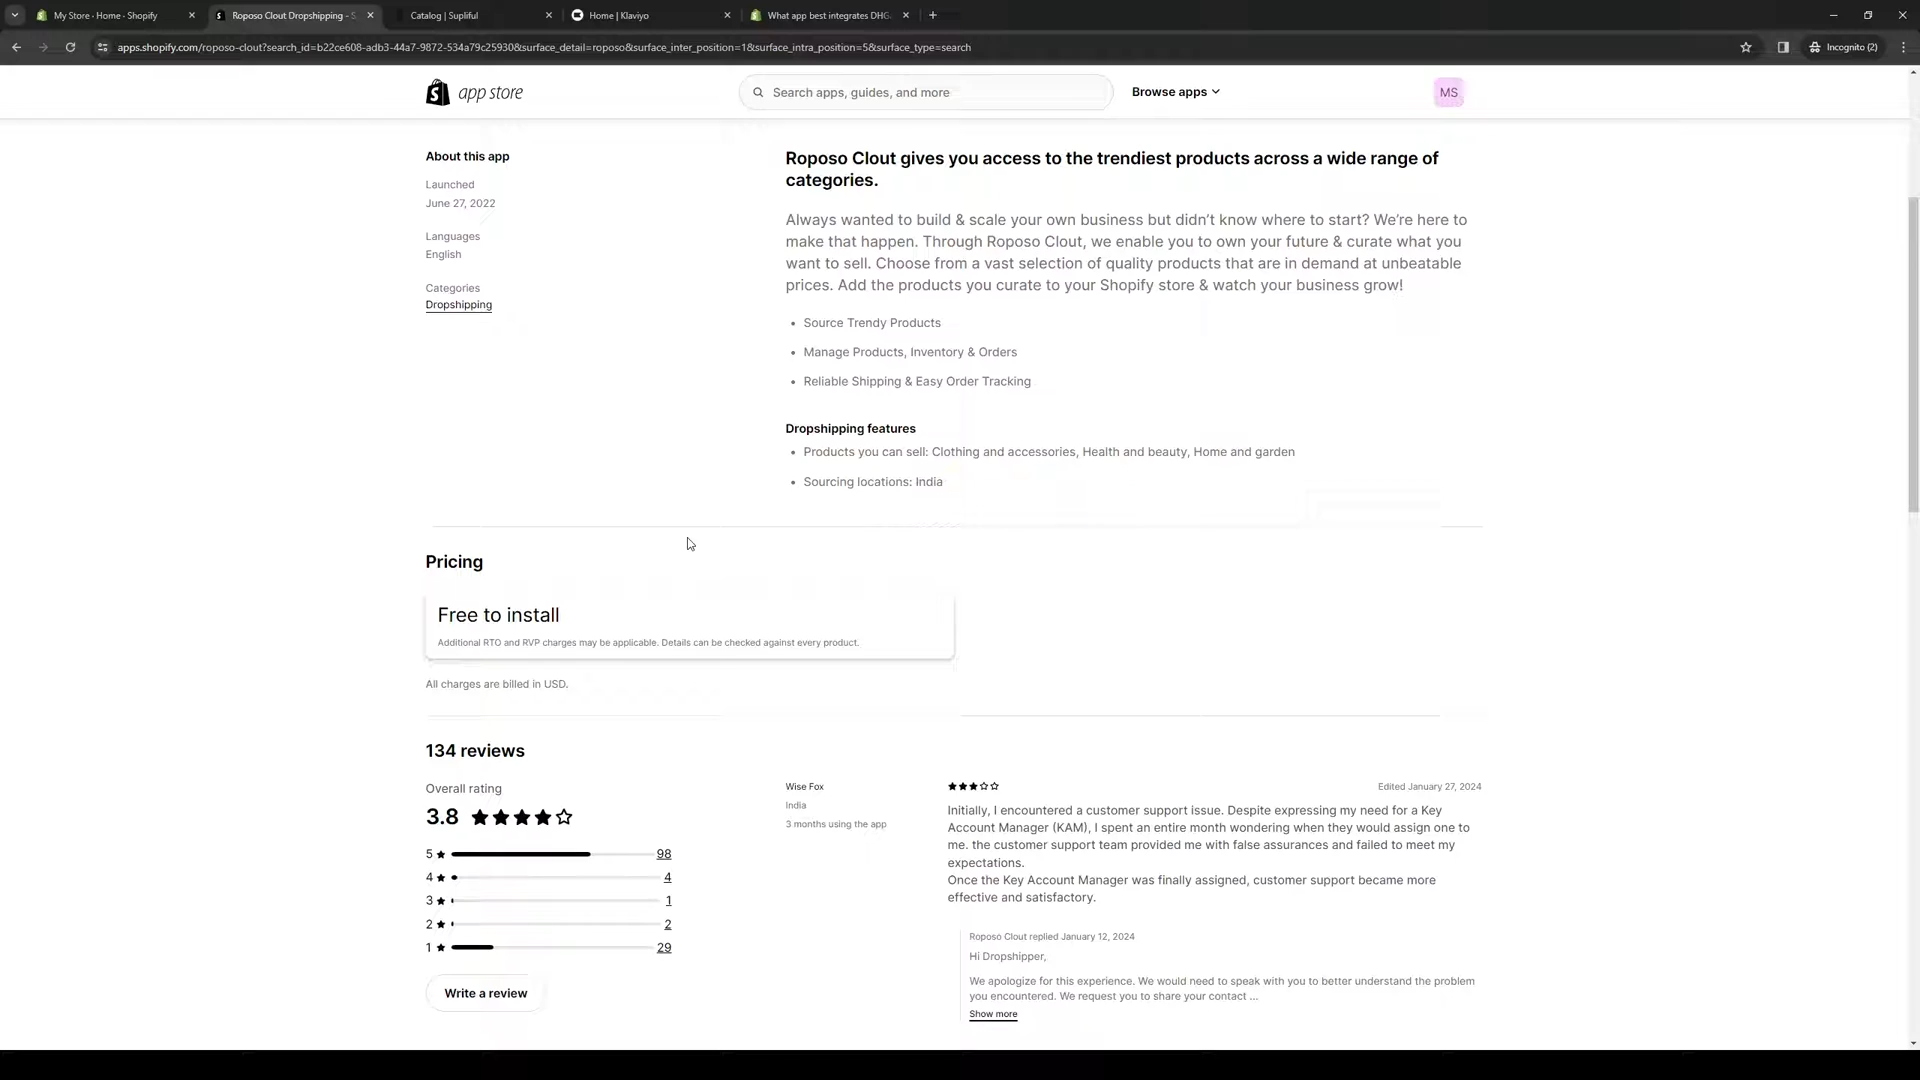 My Store · Home · Shopify
Roposo Clout Dropshipping - S
Catalog | Supliful
Home | Klaviyo
What app best integrates DHG
apps.shopify.com/roposo-clout?search_id=b22ce608-adb3-44a7-9872-534a79c25930&surface_detail=roposo&surface_inter_position=1&surface_intra_position=5&surface_type=search
Incognito (2)
app store
Search apps, guides, and more
Browse apps
MS
About this app
Launched
June 27, 2022
Languages
English
Categories
Dropshipping
Roposo Clout gives you access to the trendiest products across a wide range of
categories.
Always wanted to build & scale your own business but didn't know where to start? We're here to
make that happen. Through Roposo Clout, we enable you to own your future & curate what you
want to sell. Choose from a vast selection of quality products that are in demand at unbeatable
prices. Add the products you curate to your Shopify store & watch your business grow!
• Source Trendy Products
• Manage Products, Inventory & Orders
• Reliable Shipping & Easy Order Tracking
Dropshipping features
• Products you can sell: Clothing and accessories, Health and beauty, Home and garden
• Sourcing locations: India
Pricing
Free to install
Additional RTO and RVP charges may be applicable. Details can be checked against every product.
All charges are billed in USD.
134 reviews
Overall rating
3.8
5 98
4 4
3 1
2 2
1 29
Write a review
Wise Fox
India
3 months using the app
Edited January 27, 2024
Initially, I encountered a customer support issue. Despite expressing my need for a Key
Account Manager (KAM), I spent an entire month wondering when they would assign one to
me. the customer support team provided me with false assurances and failed to meet my
expectations.
Once the Key Account Manager was finally assigned, customer support became more
effective and satisfactory.
Roposo Clout replied January 12, 2024
Hi Dropshipper,
We apologize for this experience. We would need to speak with you to better understand the problem
you encountered. We request you to share your contact ...
Show more